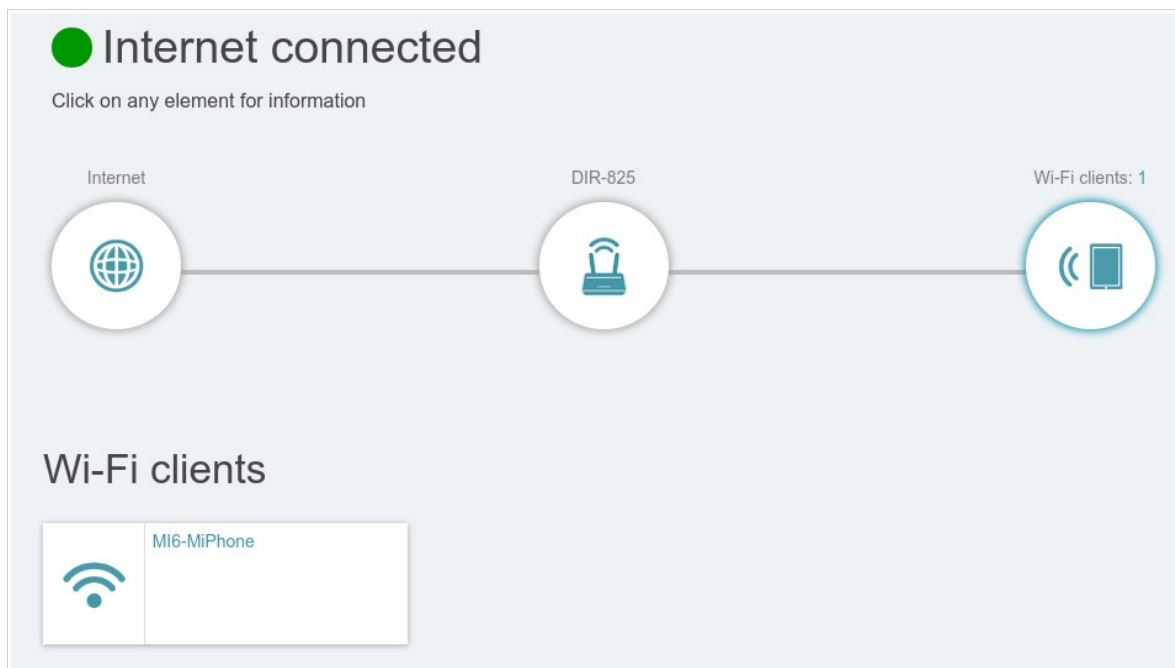 Internet connected
Click on any element for information
Internet
DIR-825
Wi-Fi clients: 1
Wi-Fi clients
MI6-MiPhone